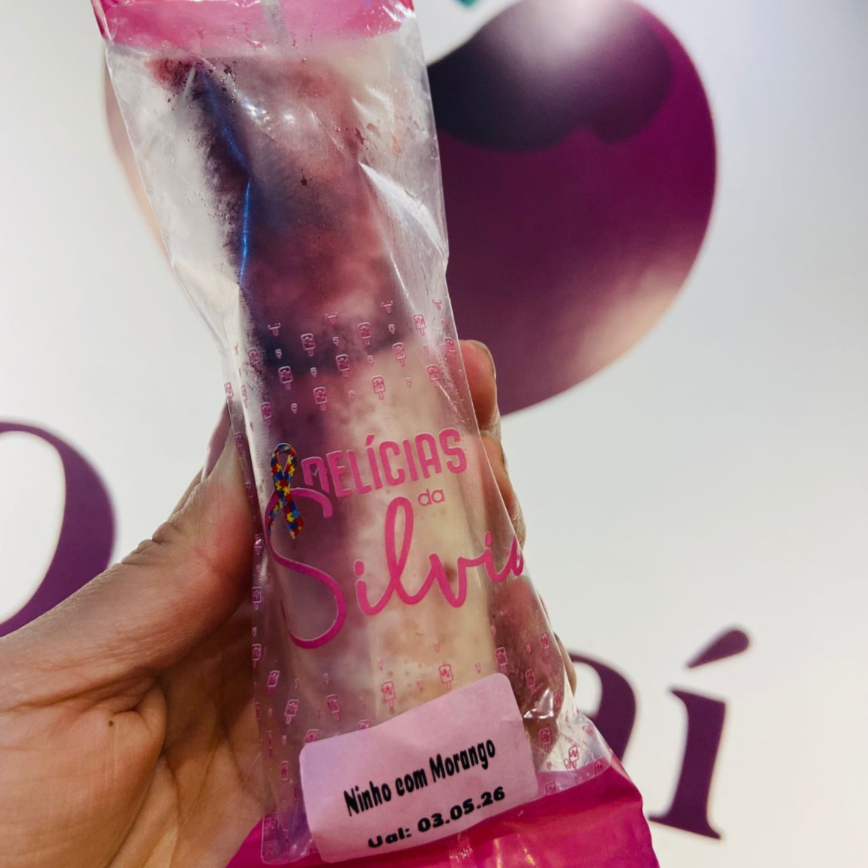 DELÍCIAS
da
Silvia
Ninho com Morango
Val: 03.05.26